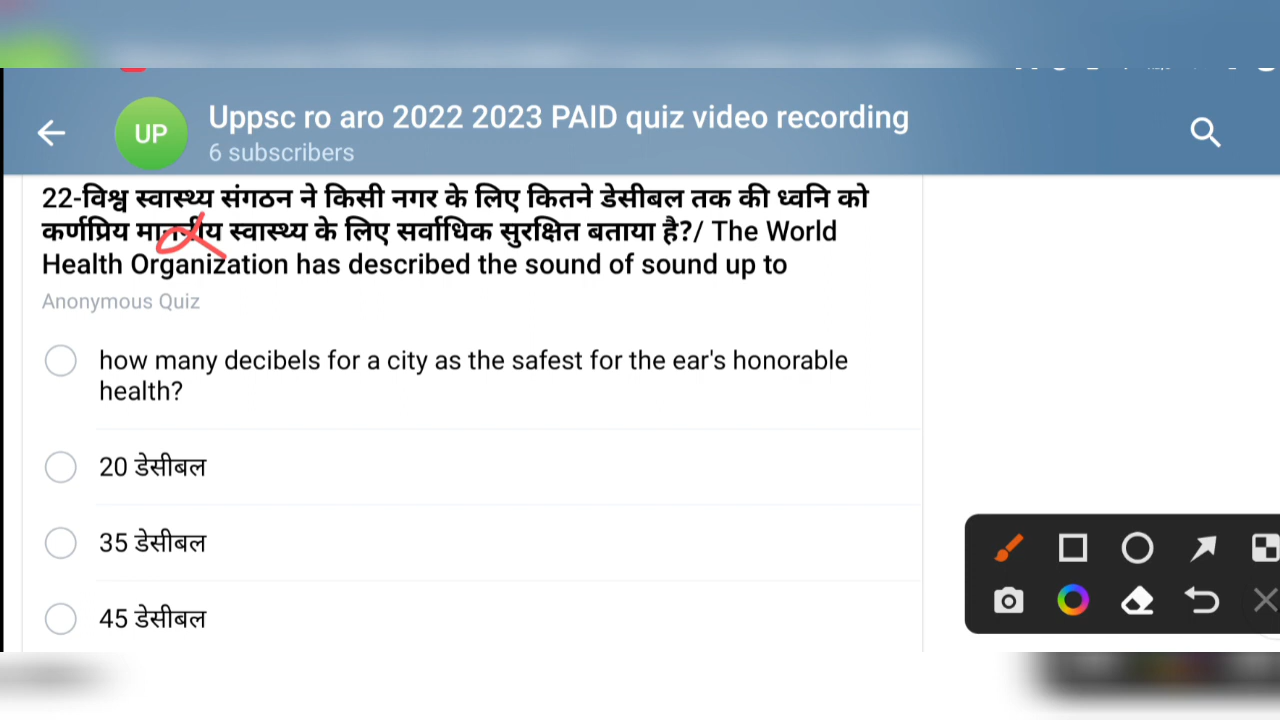 UP
Uppsc ro aro 2022 2023 PAID quiz video recording
6 subscribers
22-विश्व स्वास्थ्य संगठन ने किसी नगर के लिए कितने डेसीबल तक की ध्वनि को
कर्णप्रिय मानवीय स्वास्थ्य के लिए सर्वाधिक सुरक्षित बताया है?/ The World
Health Organization has described the sound of sound up to
Anonymous Quiz
how many decibels for a city as the safest for the ear's honorable
health?
20 डेसीबल
35 डेसीबल
45 डेसीबल